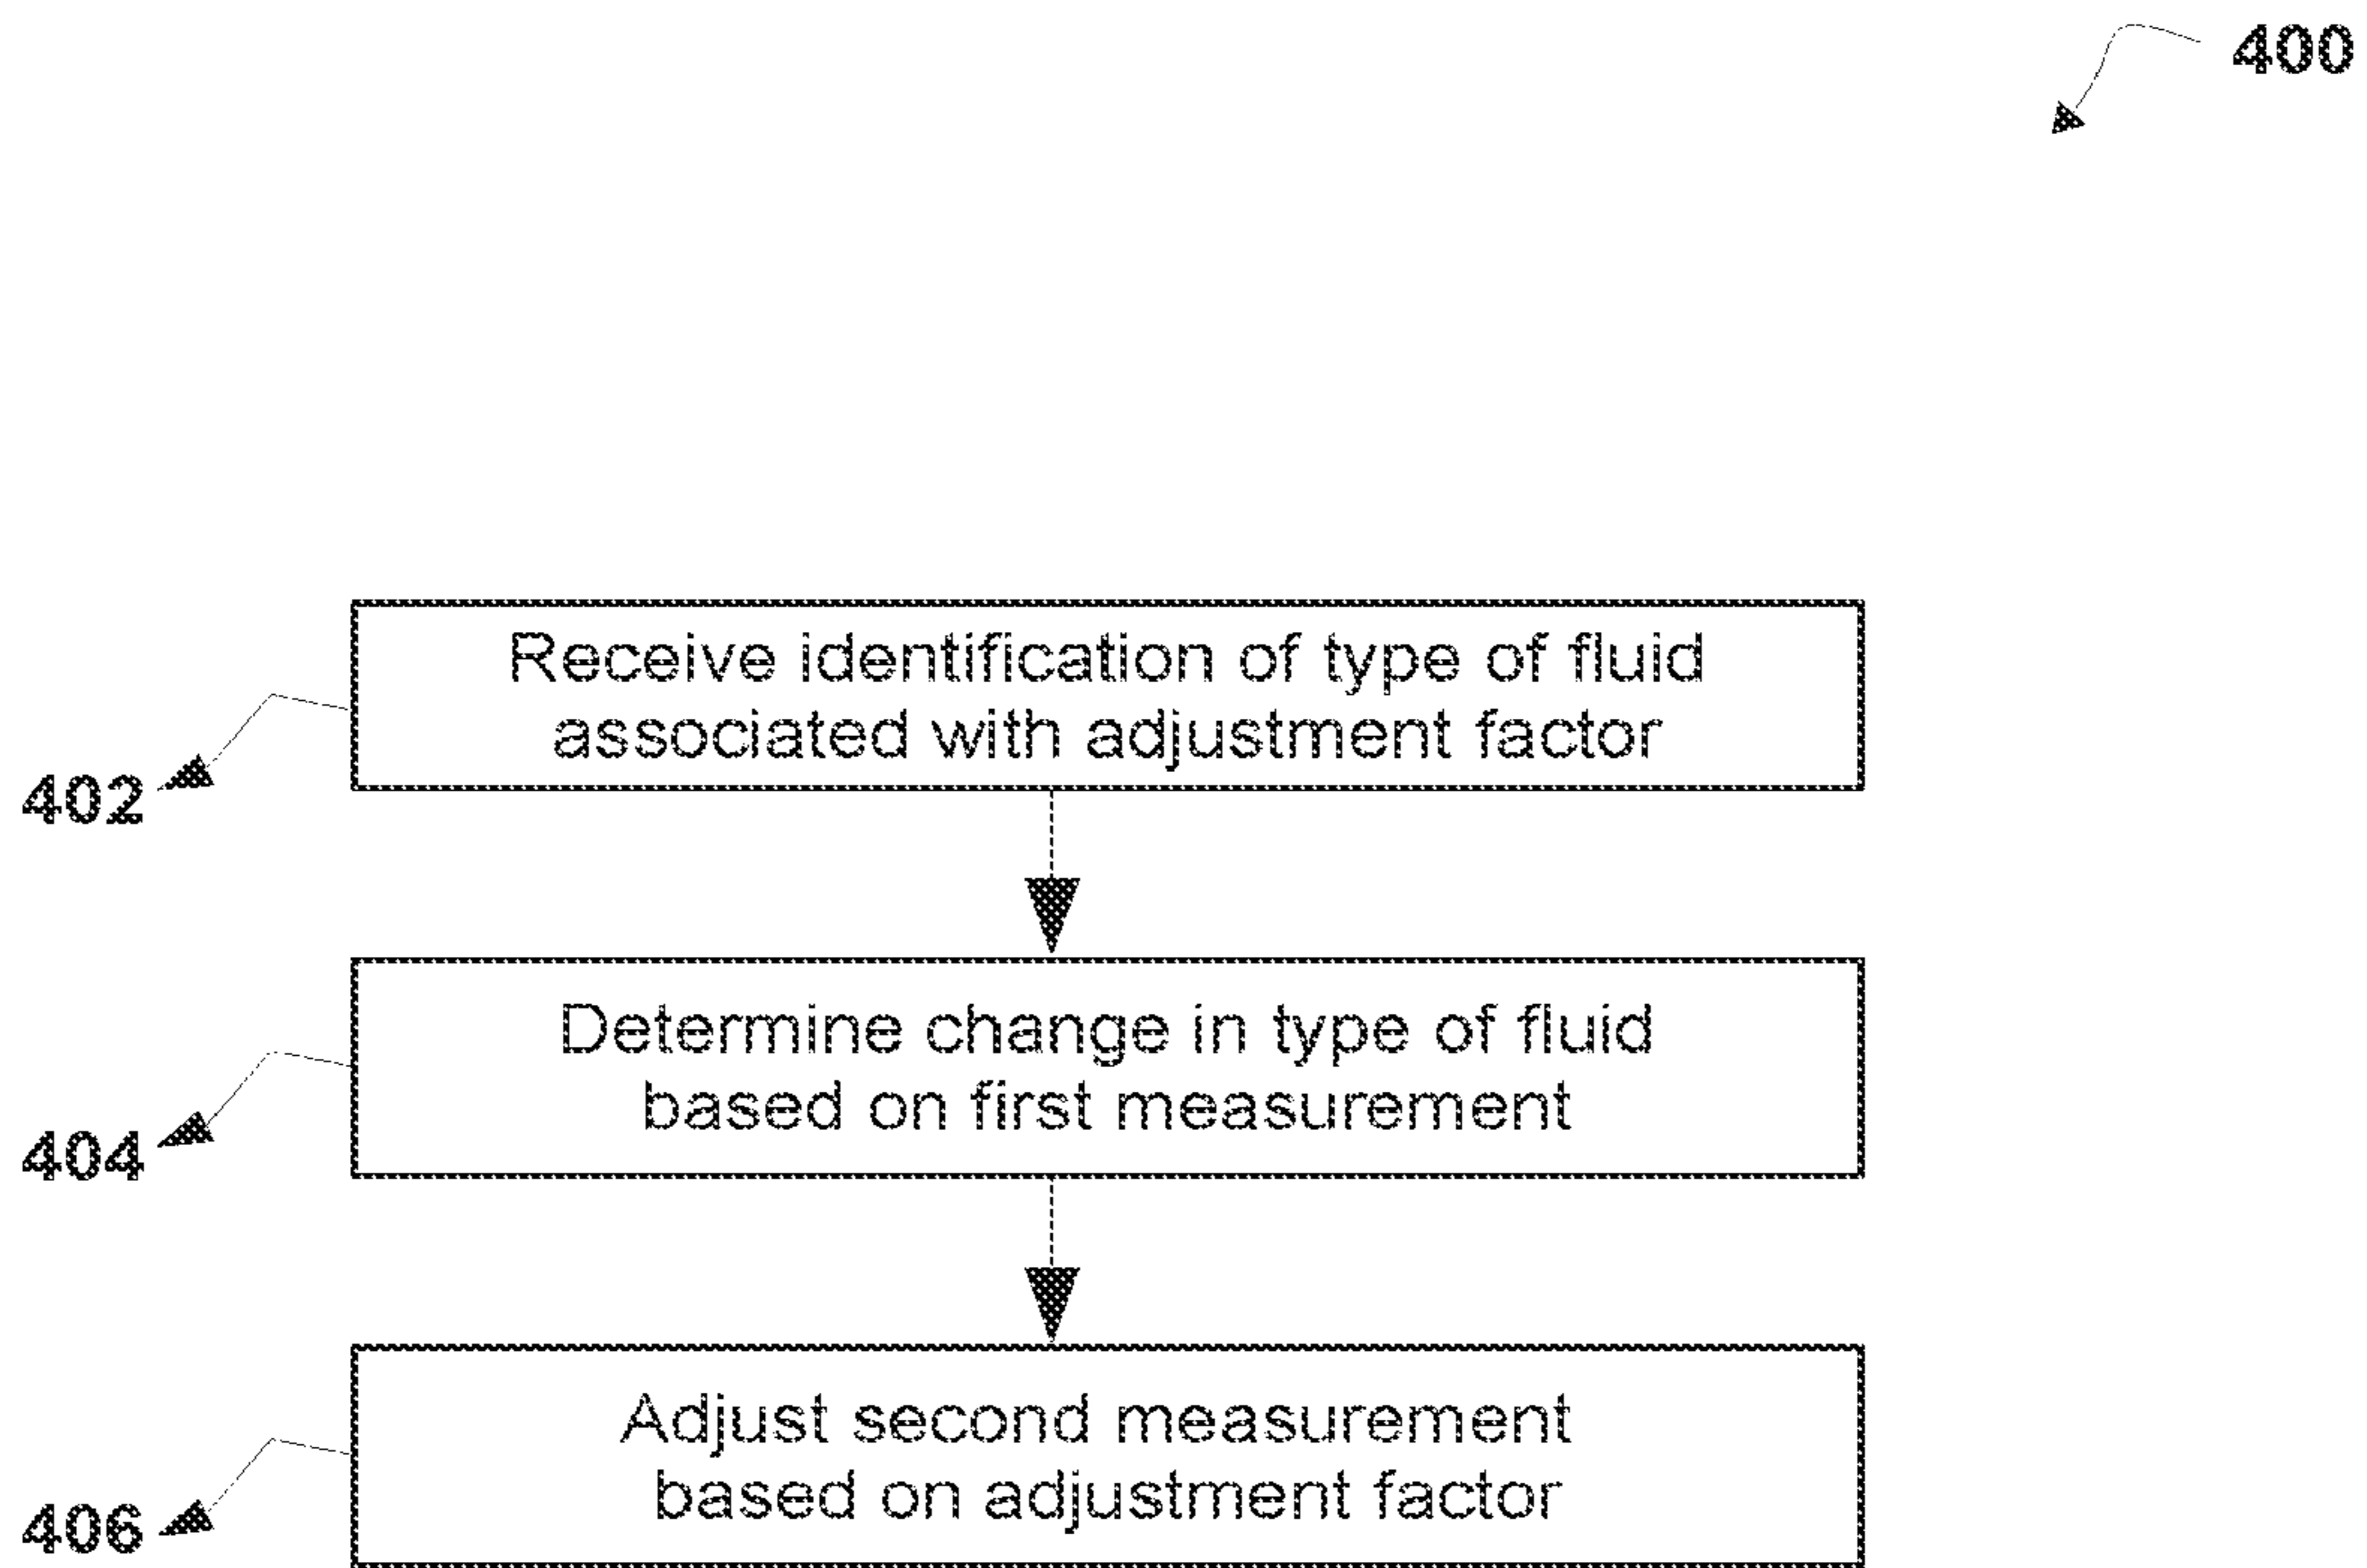 400
Receive identification of type of fluid
associated with adjustment factor
402
Determine change in type of fluid
based on first measurement
404
Adjust second measurement
based on adjustment factor
406